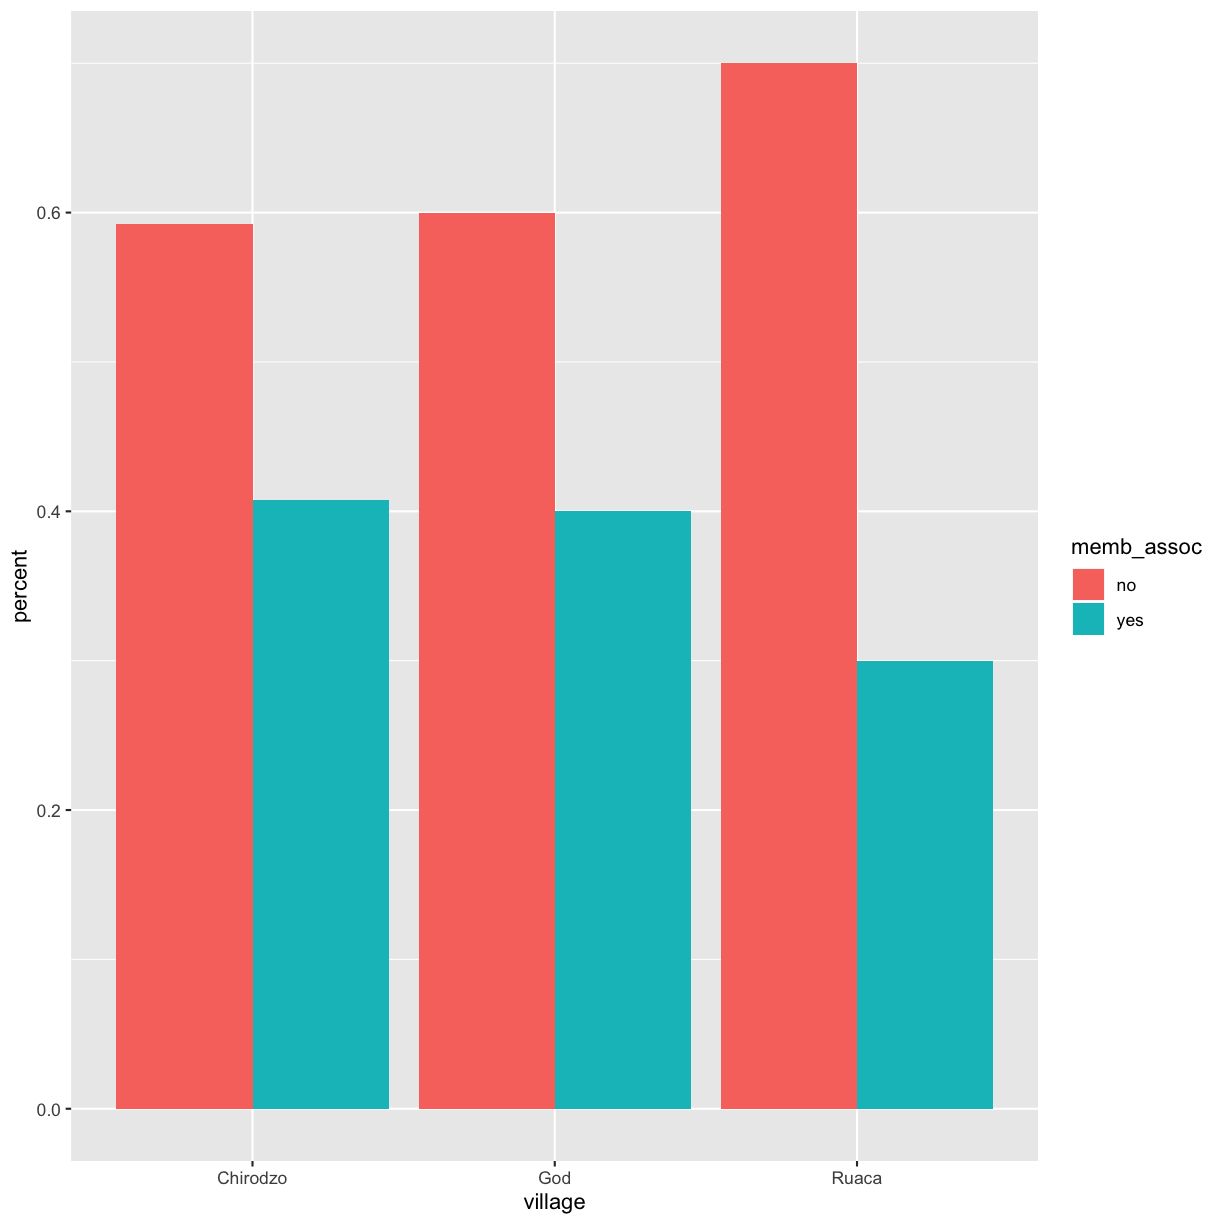 percent
0.6
0.4
0.2
0.0
Chirodzo God Ruaca
village
memb_assoc
no
yes